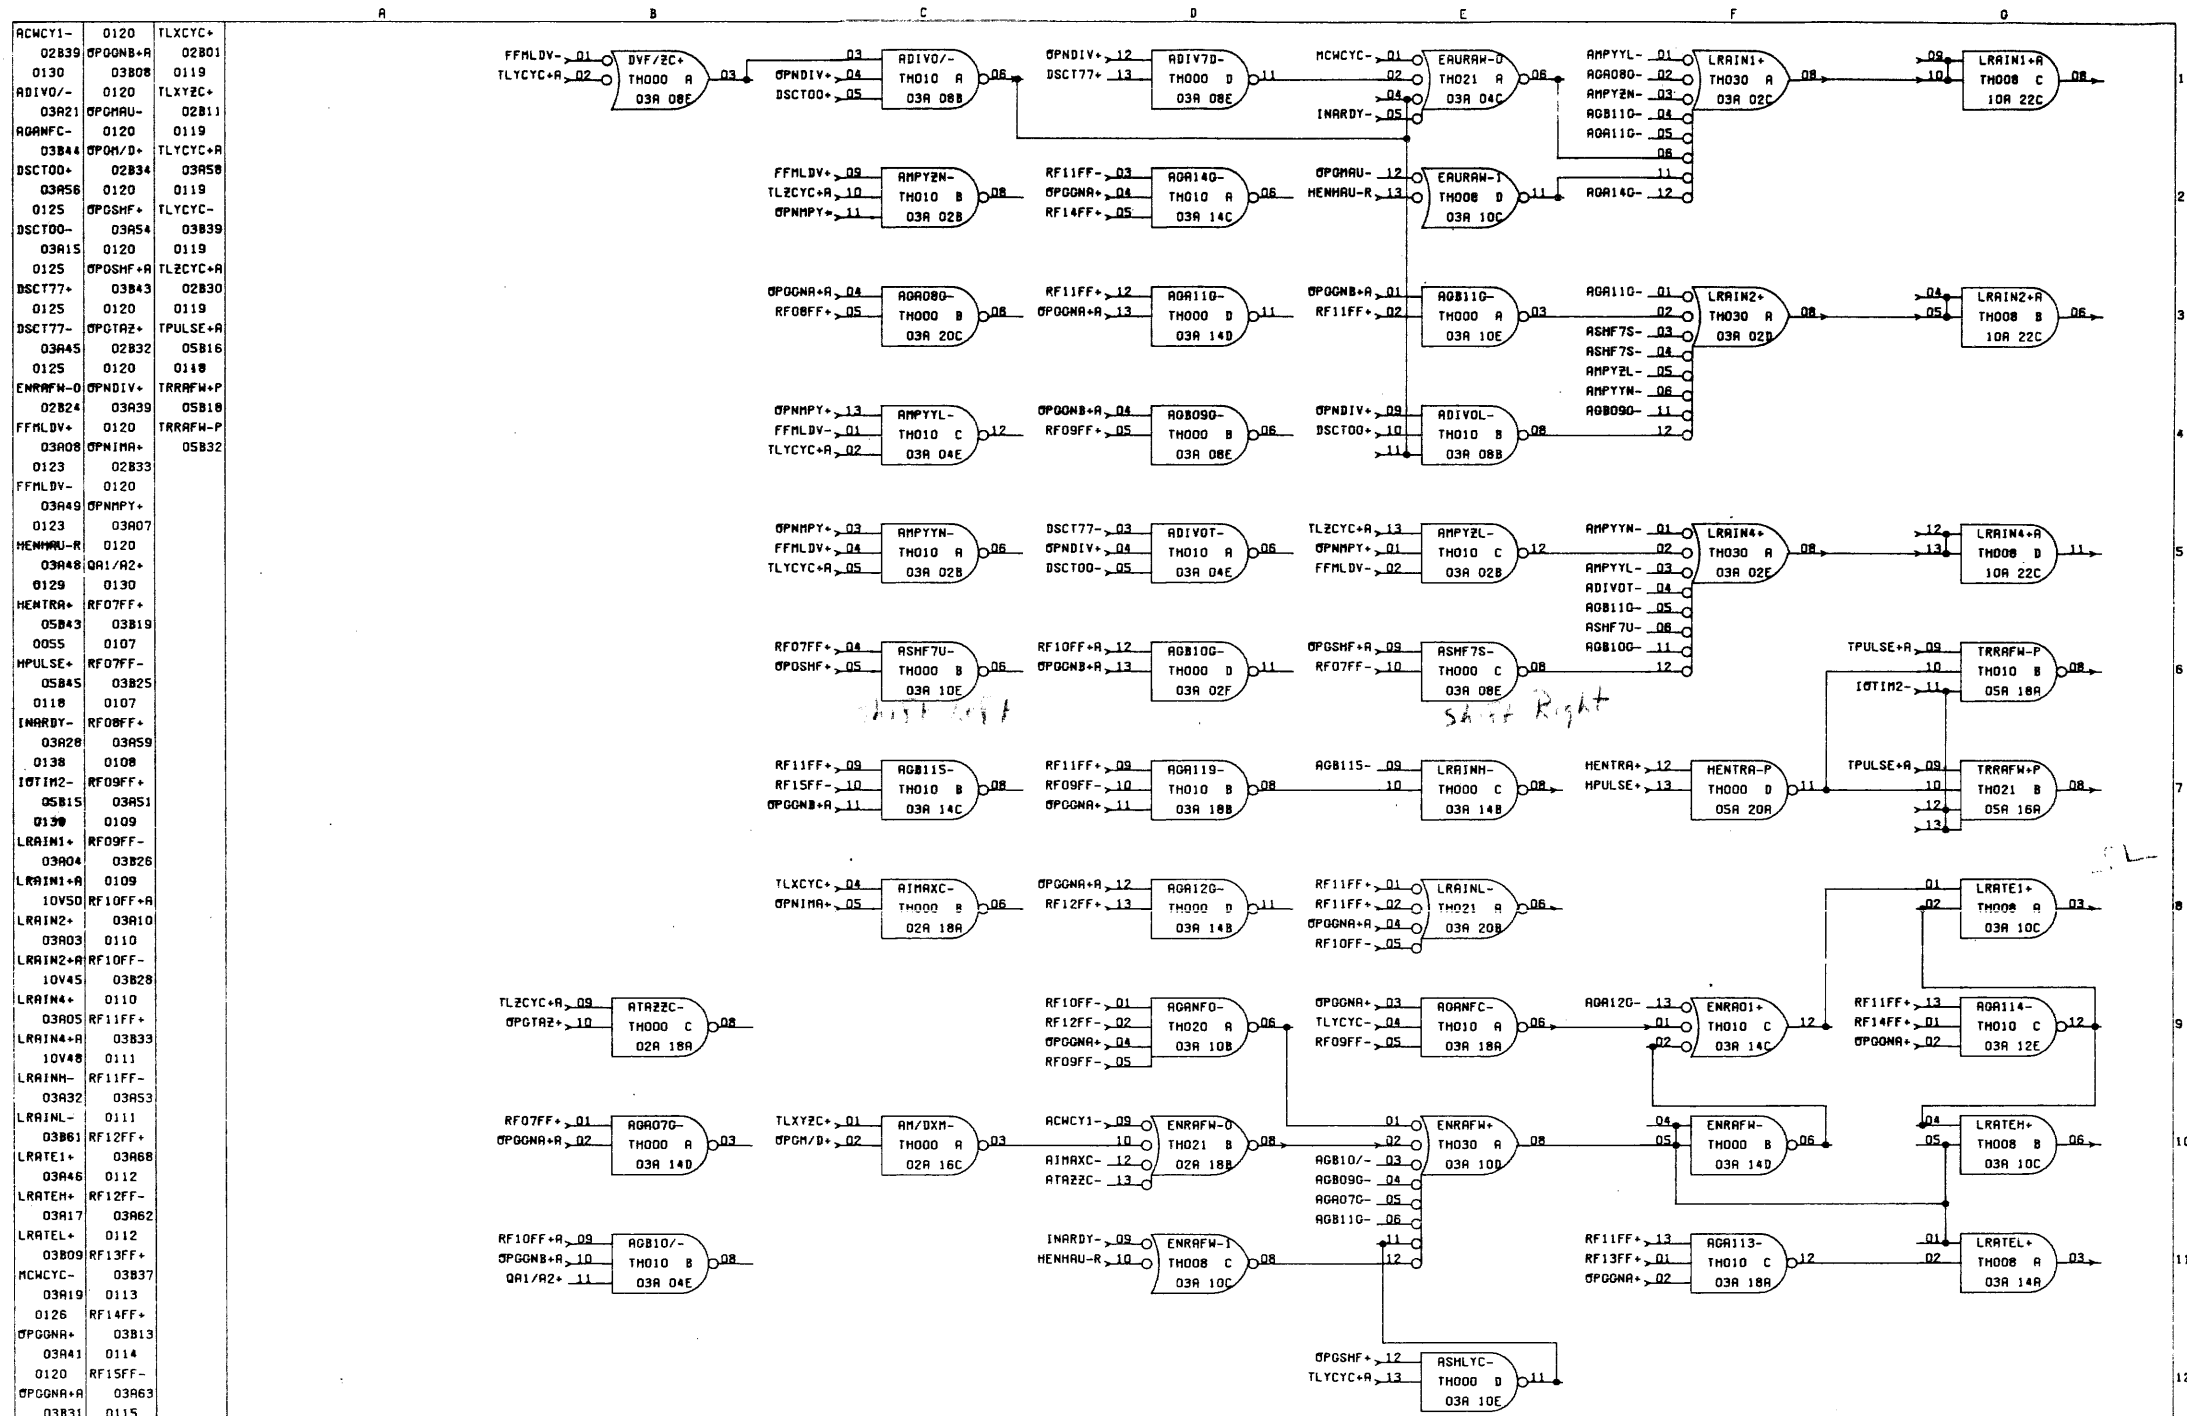 A B C D E F G
ACWCY1- 0120 TLXCYC+
02B39 ØPGGNB+A 02B01
0130 03B08 0119
ADIVO/- 0120 TLXYZC+
03A21 ØPGMAU- 02B11
AGANFC- 0120 0119
03B44 ØPGM/D+ TLYCYC+A
DSCT00+ 02B34 03A58
03A56 0120 0119
0125 ØPGSMF+ TLYCYC-
DSCT00- 03A54 03B39
03A15 0120 0119
0125 ØPGSMF+A TLZCYC+A
DSCT77+ 03B43 02B30
0125 0120 0119
DSCT77- ØPGTAZ+ TPULSE+A
03A45 02B32 05B16
0125 0120 0118
ENRAFW-0 ØPNDIV+ TRRAFW+P
02B24 03A39 05B18
FFMLDV+ 0120 TRRAFW-P
03A08 ØPNIMA+ 05B32
0123 02B33
FFMLDV- 0120
03A49 ØPNMPY+
0123 03A07
MENMAU-R 0120
03A48 QA1/A2+
0129 0130
MENTRA+ RF07FF+
05B43 03B19
0055 0107
MPULSE+ RF07FF-
05B45 03B25
0118 0107
INARDY- RF08FF+
03A28 03A59
0138 0108
IØTIM2- RF09FF+
05B15 03A51
0130 0109
LRAIN1+ RF09FF-
03A04 03B26
LRAIN1+A 0109
10V50 RF10FF+A
LRAIN2+ 03A10
03A03 0110
LRAIN2+A RF10FF-
10V45 03B28
LRAIN4+ 0110
03A05 RF11FF+
LRAIN4+A 03B33
10V48 0111
LRAINM- RF11FF-
03A32 03A53
LRAINL- 0111
03B61 RF12FF+
LRATE1+ 03A68
03A46 0112
LRATEM+ RF12FF-
03A17 03A62
LRATEL+ 0112
03B09 RF13FF+
MCWCYC- 03B37
03A19 0113
0126 RF14FF+
ØPGGNA+ 03B13
03A41 0114
0120 RF15FF-
ØPGGNA+A 03A63
03B31 0115
FFMLDV- 01 TLYCYC+A 02 DVF/ZC+ TH000 A 03A 08E 03
03 ØPNDIV+ 04 DSCT00+ 05 ADIVO/- TH010 A 03A 08B 06
ØPNDIV+ 12 DSCT77+ 13 ADIV7D- TH000 D 03A 08E 11
MCWCYC- 01 02 04 INARDY- 05 EAURAW-0 TH021 A 03A 04C 06
AMPYYL- 01 AGA08G- 02 AMPYZN- 03 AGB11G- 04 AGA11G- 05 06 11 AGA14G- 12 LRAIN1+ TH030 A 03A 02C 08
09 10 LRAIN1+A TH008 C 10A 22C 08
1
FFMLDV+ 09 TLZCYC+A 10 ØPNMPY+ 11 AMPYZN- TH010 B 03A 02B 08
RF11FF- 03 ØPGGNA+ 04 RF14FF+ 05 AGA14G- TH010 A 03A 14C 06
ØPGMAU- 12 MENMAU-R 13 EAURAW-I TH008 D 03A 10C 11
2
ØPGGNA+A 04 RF08FF+ 05 AGA08G- TH000 B 03A 20C 06
RF11FF+ 12 ØPGGNA+A 13 AGA11G- TH000 D 03A 14D 11
ØPGGNB+A 01 RF11FF+ 02 AGB11G- TH000 A 03A 10E 03
AGA11G- 01 02 ASMF7S- 03 ASMF7S- 04 AMPYZL- 05 AMPYYN- 06 AGB09G- 11 12 LRAIN2+ TH030 A 03A 02D 08
04 05 LRAIN2+A TH008 B 10A 22C 06
3
ØPNMPY+ 13 FFMLDV- 01 TLYCYC+A 02 AMPYYL- TH010 C 03A 04E 12
ØPGGNB+A 04 RF09FF+ 05 AGB09G- TH000 B 03A 08E 06
ØPNDIV+ 09 DSCT00+ 10 11 ADIVOL- TH010 B 03A 08B 08
4
ØPNMPY+ 03 FFMLDV+ 04 TLYCYC+A 05 AMPYYN- TH010 A 03A 02B 06
DSCT77- 03 ØPNDIV+ 04 DSCT00- 05 ADIVOT- TH010 A 03A 04E 06
TLZCYC+A 13 ØPNMPY+ 01 FFMLDV- 02 AMPYZL- TH010 C 03A 02B 12
AMPYYN- 01 02 AMPYYL- 03 ADIVOT- 04 AGB11G- 05 ASMF7U- 06 AGB10G- 11 12 LRAIN4+ TH030 A 03A 02E 08
12 13 LRAIN4+A TH008 D 10A 22C 11
5
RF07FF+ 04 ØPGSMF+ 05 ASMF7U- TH000 B 03A 10E 06
RF10FF+A 12 ØPGGNB+A 13 AGB10G- TH000 D 03A 02F 11
ØPGSMF+A 09 RF07FF- 10 ASMF7S- TH000 C 03A 08E 08
TPULSE+A 09 10 IØTIM2- 11 TRRAFW-P TH010 B 05A 18A 08
6
Shift Left
Shift Right
RF11FF+ 09 RF15FF- 10 ØPGGNB+A 11 AGB115- TH010 B 03A 14C 08
RF11FF+ 09 RF09FF- 10 ØPGGNA+ 11 AGA119- TH010 B 03A 18B 08
AGB115- 09 10 LRAINM- TH000 C 03A 14B 08
MENTRA+ 12 MPULSE+ 13 MENTRA-P TH000 D 05A 20A 11
TPULSE+A 09 10 12 13 TRRAFW+P TH021 B 05A 16A 08
7
TLXCYC+ 04 ØPNIMA+ 05 AIMAXC- TH000 B 02A 18A 06
ØPGGNA+A 12 RF12FF+ 13 AGA12G- TH000 D 03A 14B 11
RF11FF+ 01 RF11FF+ 02 ØPGGNA+A 04 RF10FF- 05 LRAINL- TH021 A 03A 20B 06
01 02 LRATE1+ TH008 A 03A 10C 03
8
TLZCYC+A 09 ØPGTAZ+ 10 ATAZZC- TH000 C 02A 18A 08
RF10FF- 01 RF12FF- 02 ØPGGNA+ 04 RF09FF- 05 AGANFO- TH020 A 03A 10B 06
ØPGGNA+ 03 TLYCYC- 04 RF09FF- 05 AGANFC- TH010 A 03A 18A 06
AGA12G- 13 01 02 ENRA01+ TH010 C 03A 14C 12
RF11FF+ 13 RF14FF+ 01 ØPGGNA+ 02 AGA114- TH010 C 03A 12E 12
9
RF07FF+ 01 ØPGGNA+A 02 AGA07G- TH000 A 03A 14D 03
TLXYZC+ 01 ØPGM/D+ 02 AM/DXM- TH000 A 02A 16C 03
ACWCY1- 09 10 AIMAXC- 12 ATAZZC- 13 ENRAFW-0 TH021 B 02A 18B 08
01 02 AGB10/- 03 AGB09G- 04 AGA07G- 05 AGB11G- 06 11 12 ENRAFW+ TH030 A 03A 10D 08
04 05 ENRAFW- TH000 B 03A 14D 06
04 05 LRATEM+ TH008 B 03A 10C 06
10
RF10FF+A 09 ØPGGNB+A 10 QA1/A2+ 11 AGB10/- TH010 B 03A 04E 08
INARDY- 09 MENMAU-R 10 ENRAFW-I TH008 C 03A 10C 08
RF11FF+ 13 RF13FF+ 01 ØPGGNA+ 02 AGA113- TH010 C 03A 18A 12
01 02 LRATEL+ TH008 A 03A 14A 03
11
ØPGSMF+ 12 TLYCYC+A 13 ASMLYC- TH000 D 03A 10E 11
12